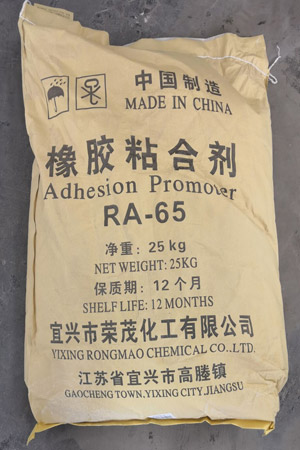 中国制造
MADE IN CHINA
橡胶粘合剂
Adhesion Promoter
RA-65
净重：25kg
NET WEIGHT:25KG
保质期：12个月
SHELF LIFE:12 MONTHS
宜兴市荣茂化工有限公司
YIXING RONGMAO CHEMICAL CO.,LTD.
江苏省宜兴市高塍镇
GAOCHENG TOWN,YIXING CITY,JIANGSU